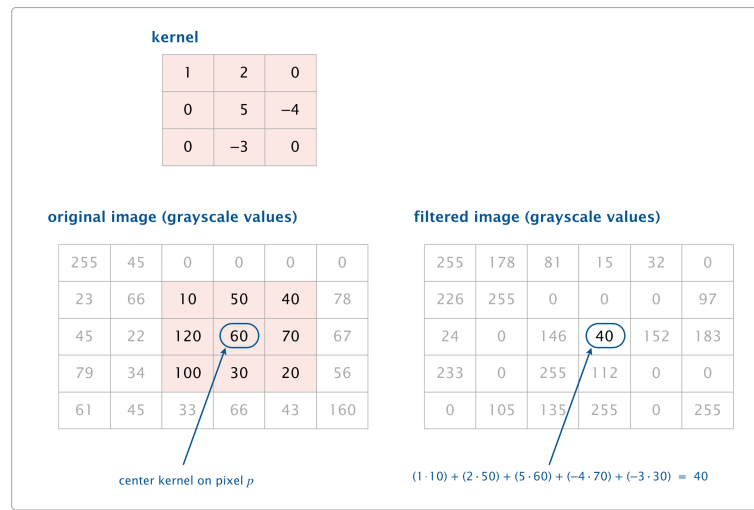 kernel
1 2 0
0 5 −4
0 −3 0
original image (grayscale values)
255 45 0 0 0 0
23 66 10 50 40 78
45 22 120 60 70 67
79 34 100 30 20 56
61 45 33 66 43 160
center kernel on pixel p
filtered image (grayscale values)
255 178 81 15 32 0
226 255 0 0 0 97
24 0 146 40 152 183
233 0 255 112 0 0
0 105 135 255 0 255
(1·10) + (2·50) + (5·60) + (−4·70) + (−3·30) = 40